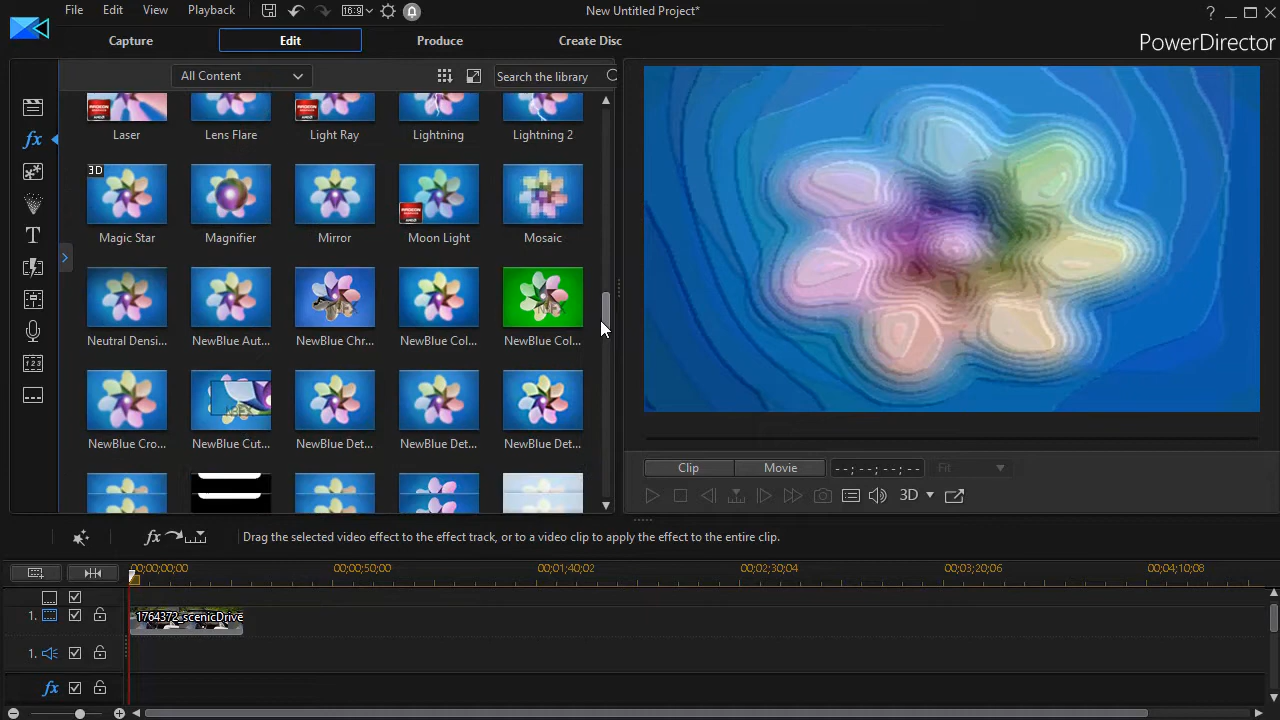 File Edit View Playback 16:9 New Untitled Project* ?
Capture Edit Produce Create Disc PowerDirector
All Content Search the library
Laser Lens Flare Light Ray Lightning Lightning 2
3D
Magic Star Magnifier Mirror Moon Light Mosaic
Neutral Densi... NewBlue Aut... NewBlue Chr... NewBlue Col... NewBlue Col...
NewBlue Cro... NewBlue Cut... NewBlue Det... NewBlue Det... NewBlue Det...
Clip Movie --;--;--;-- Fit
3D
fx Drag the selected video effect to the effect track, or to a video clip to apply the effect to the entire clip.
00;00;00;00 00;00;50;00 00;01;40;02 00;02;30;04 00;03;20;06 00;04;10;08
1. 1764372_scenicDrive
1.
fx